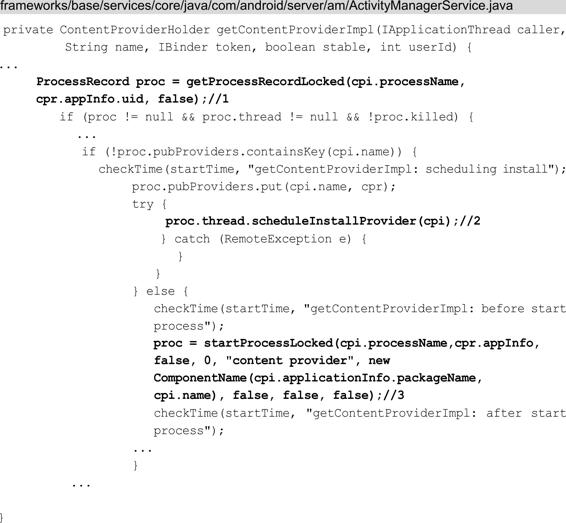 frameworks/base/services/core/java/com/android/server/am/ActivityManagerService.java
private ContentProviderHolder getContentProviderImpl(IApplicationThread caller,
String name, IBinder token, boolean stable, int userId) {
...
ProcessRecord proc = getProcessRecordLocked(cpi.processName,
cpr.appInfo.uid, false);//1
if (proc != null && proc.thread != null && !proc.killed) {
...
if (!proc.pubProviders.containsKey(cpi.name)) {
checkTime(startTime, "getContentProviderImpl: scheduling install");
proc.pubProviders.put(cpi.name, cpr);
try {
proc.thread.scheduleInstallProvider(cpi);//2
} catch (RemoteException e) {
}
}
} else {
checkTime(startTime, "getContentProviderImpl: before start
process");
proc = startProcessLocked(cpi.processName,cpr.appInfo,
false, 0, "content provider", new
ComponentName(cpi.applicationInfo.packageName,
cpi.name), false, false, false);//3
checkTime(startTime, "getContentProviderImpl: after start
process");
...
}
...
}